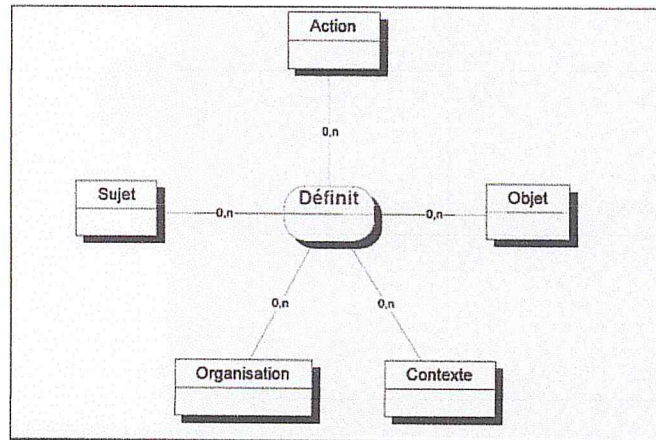 Action
0,n
Sujet
0,n
Définit
0,n
Objet
0,n
0,n
Organisation
Contexte